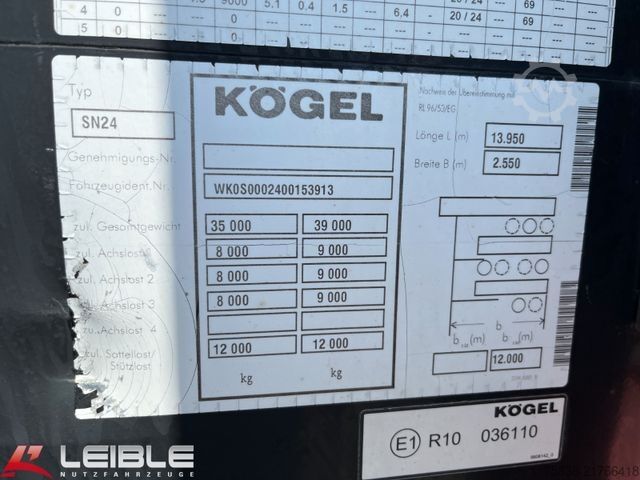 4 0 9000 5.1 0.4 1.5 - 6.4 - 20 / 24 - 69
5 0 - 0 - - - - - - - -
Typ
SN24
KÖGEL
Nachweis der Übereinstimmung mit
RL 96/53/EG
Länge L (m) 13.950
Breite B (m) 2.550
Genehmigungs-Nr.
Fahrzeugident.-Nr. WK0S0002400153913
zul. Gesamtgewicht 35 000 39 000
zul. Achslast 8 000 9 000
zul. Achslast 2 8 000 9 000
zul. Achslast 3 8 000 9 000
zul. Achslast 4
zul. Sattellast/ 12 000 12 000
Stützlast
kg kg
b
b (m) b (m)
12.000
KÖGEL
E1 R10 036110
LEIBLE
NUTZFAHRZEUGE